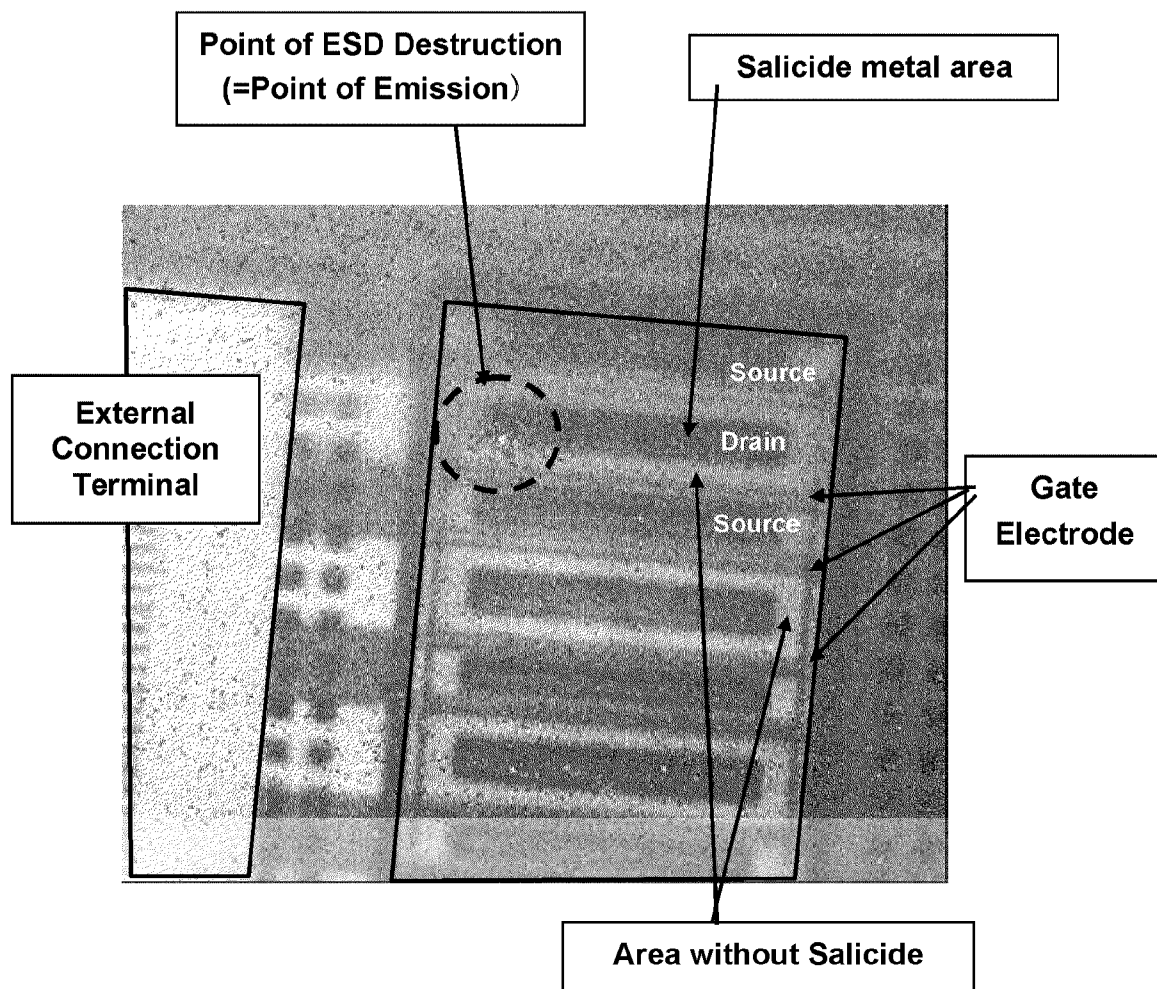 Point of ESD Destruction
(=Point of Emission）
Salicide metal area
Source
Drain
Source
External
Connection
Terminal
Gate
Electrode
Area without Salicide